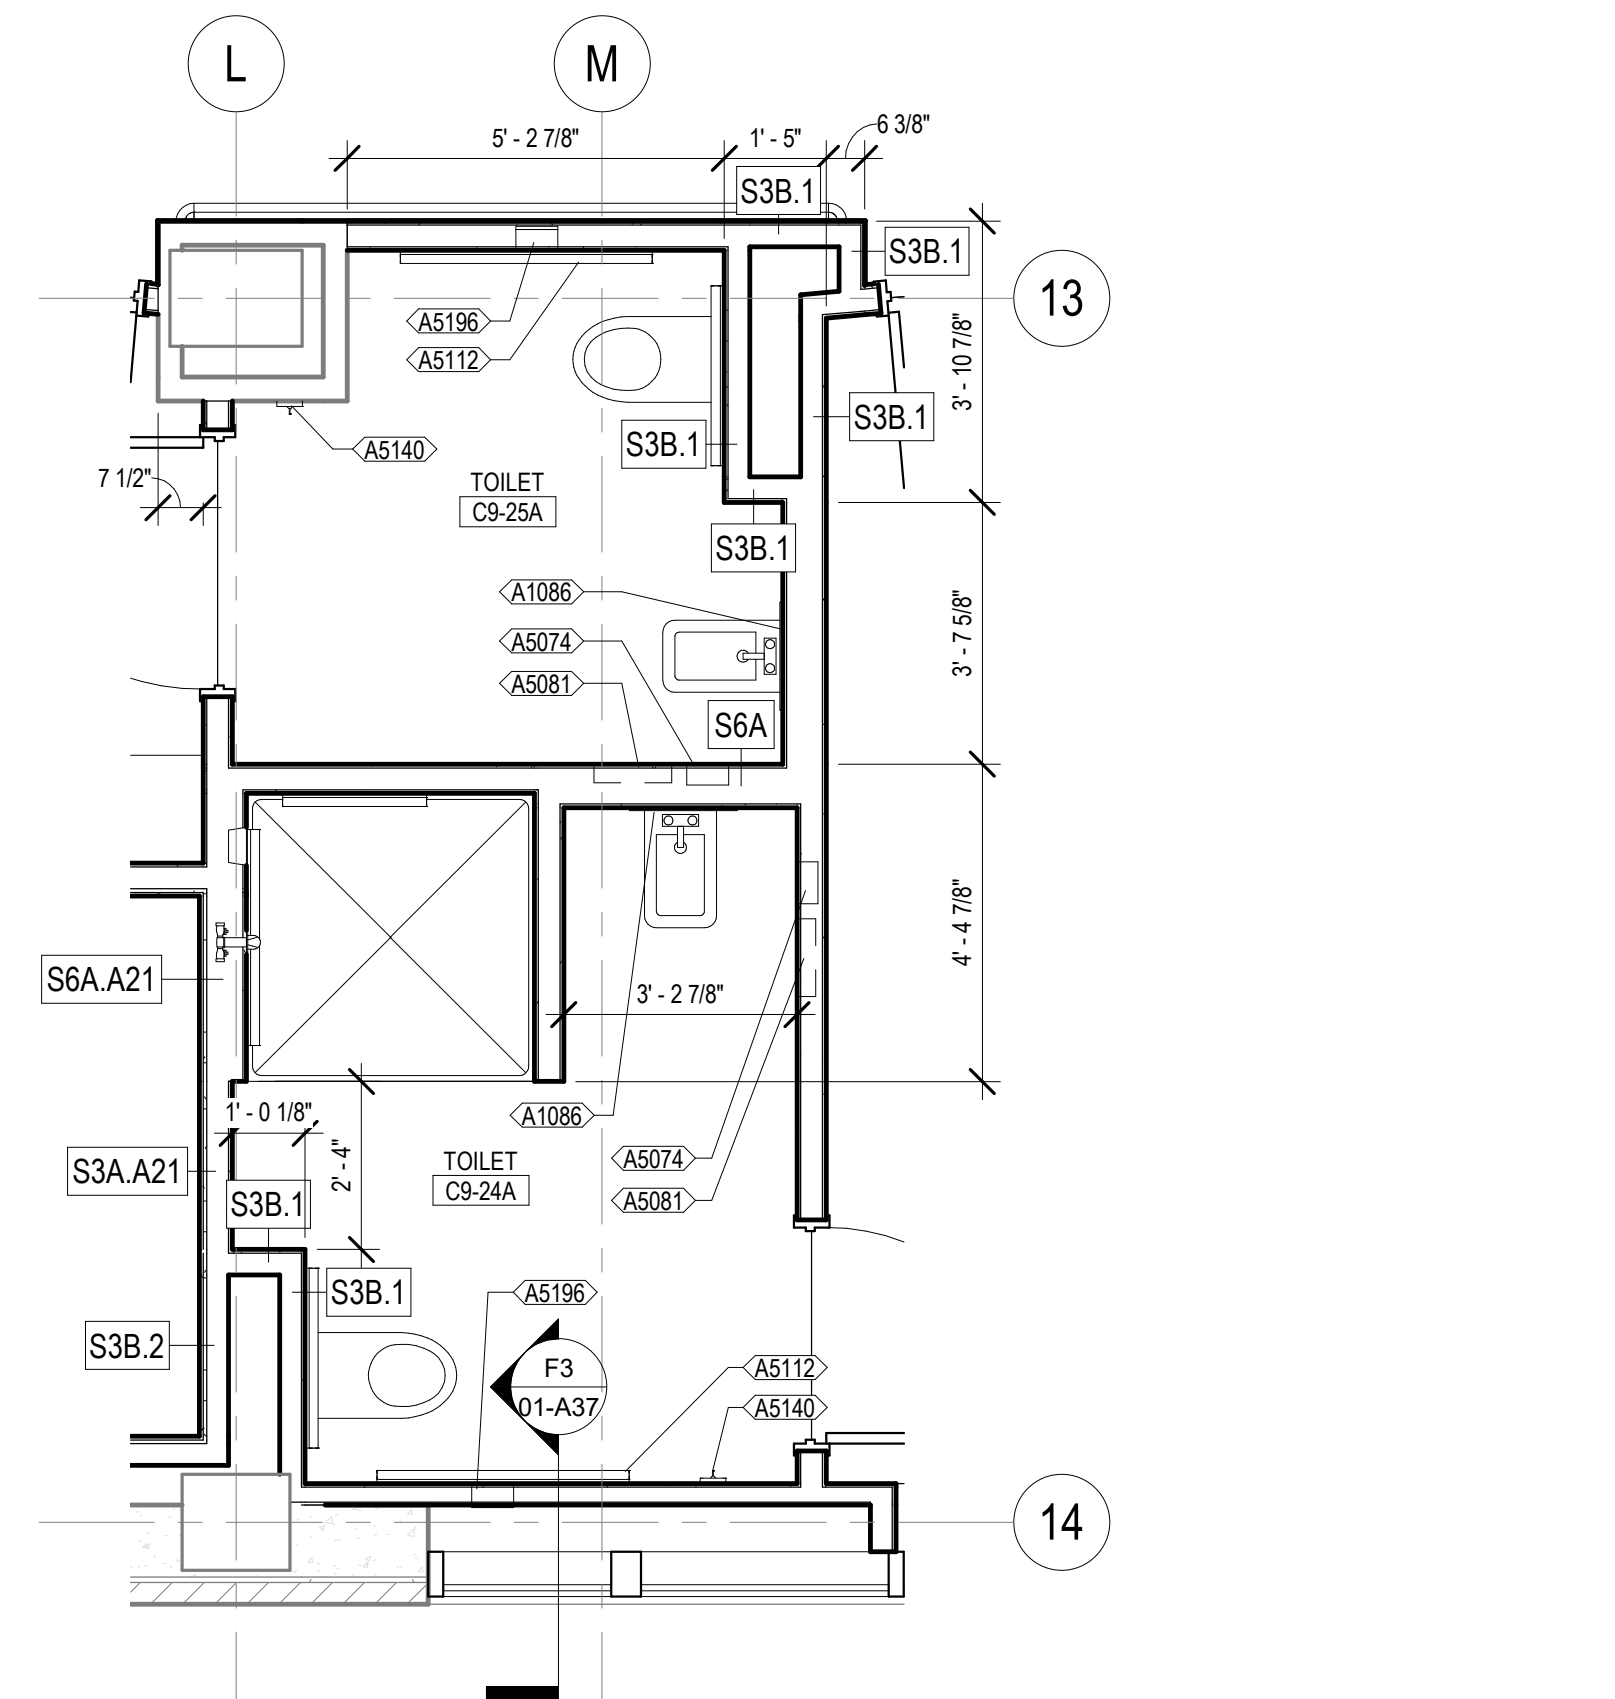 L
M
5' - 2 7/8"
1' - 5"
6 3/8"
S3B.1
S3B.1
13
A5196
A5112
3' - 10 7/8"
S3B.1
S3B.1
A5140
7 1/2"
TOILET
C9-25A
S3B.1
A1086
3' - 7 5/8"
A5074
A5081
S6A
4' - 4 7/8"
S6A.A21
3' - 2 7/8"
1' - 0 1/8"
A1086
2' - 4"
S3A.A21
TOILET
C9-24A
A5074
A5081
S3B.1
S3B.1
A5196
S3B.2
F3
01-A37
A5112
A5140
14